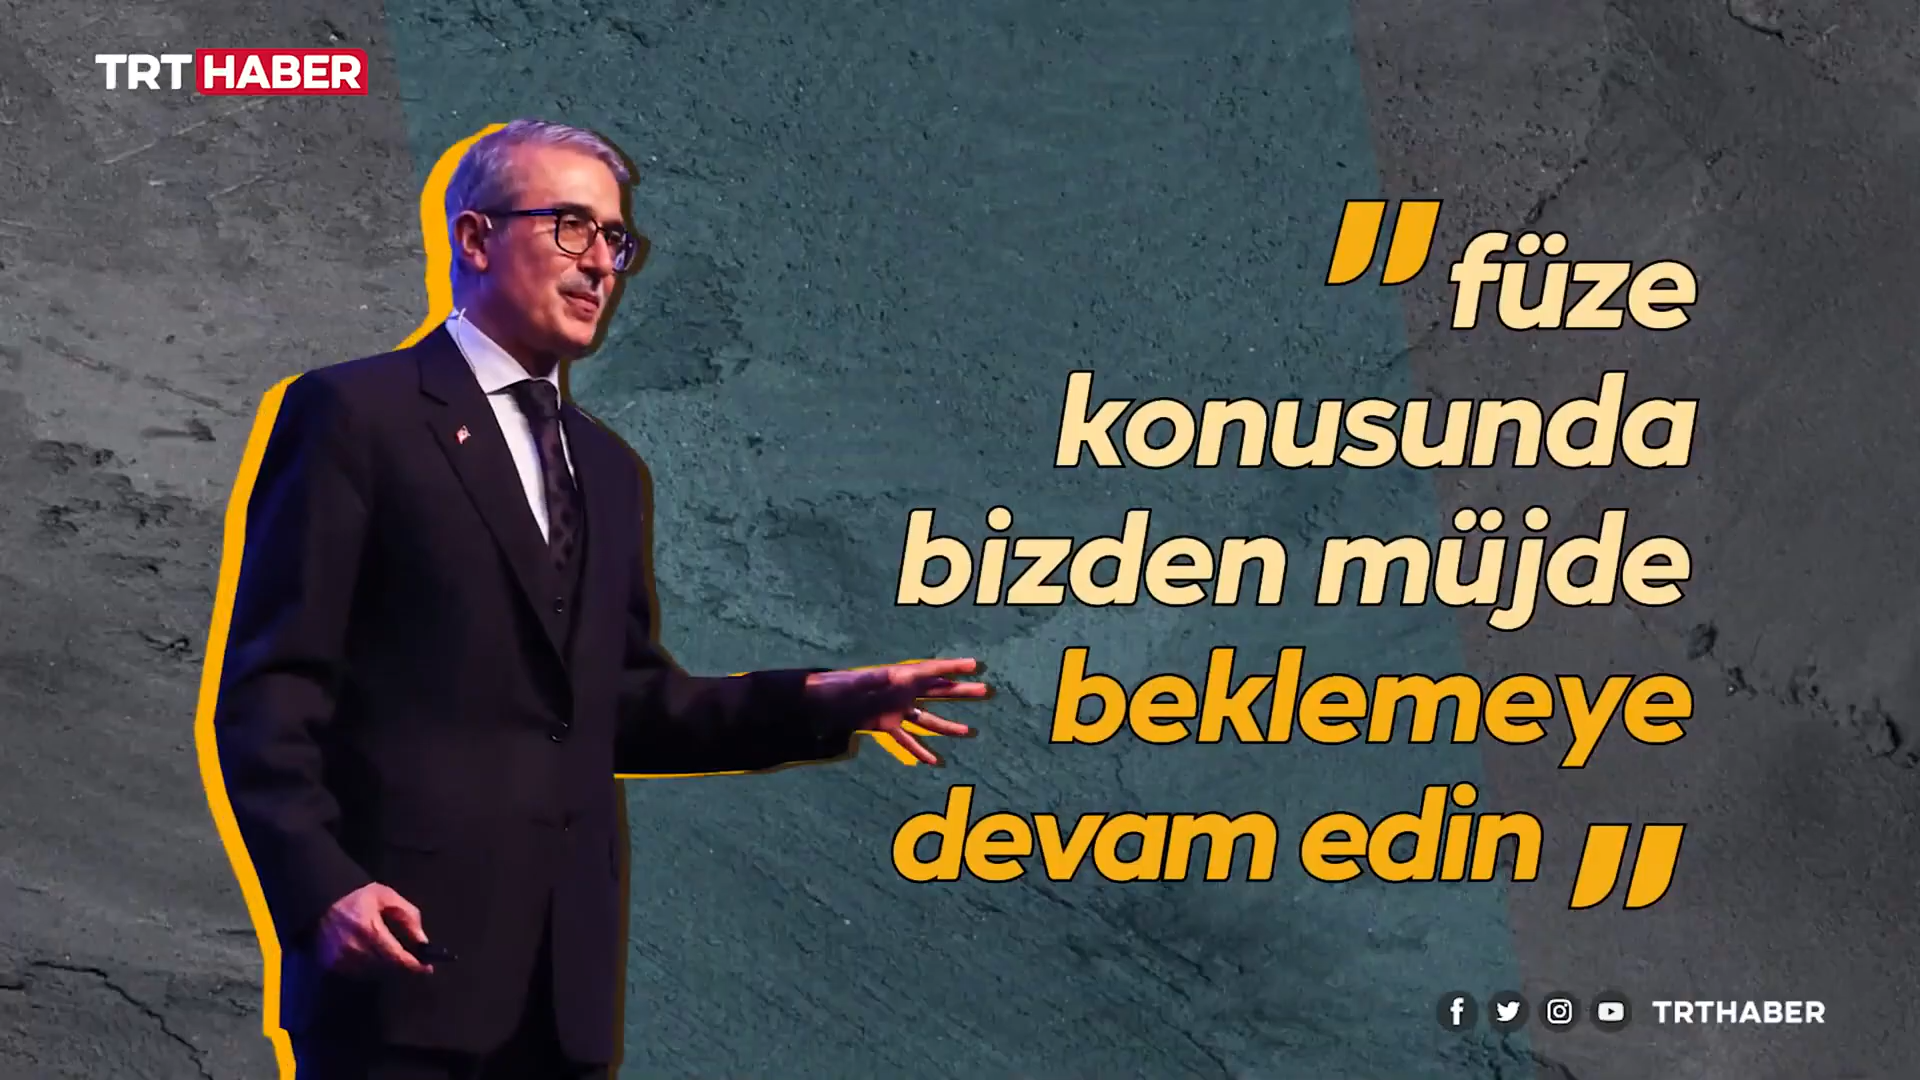 TRT HABER
"füze
konusunda
bizden müjde
beklemeye
devam edin"
TRTHABER